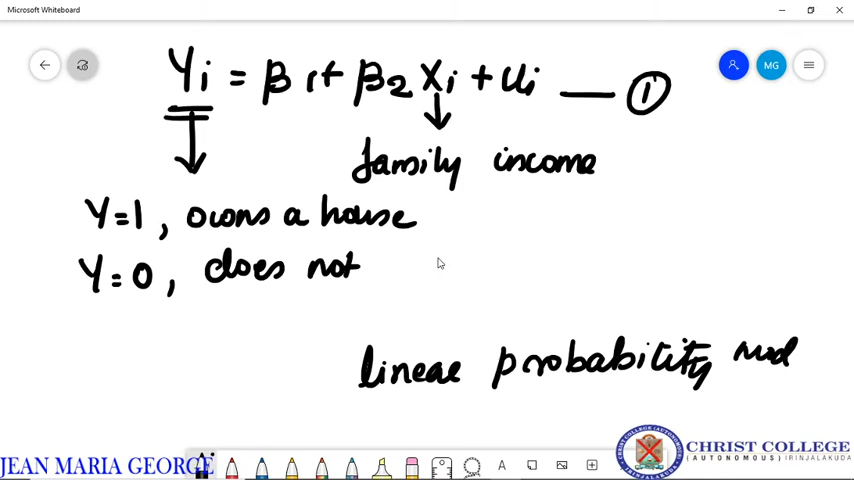 Microsoft Whiteboard
MG
Yi = β1+ β2 Xi + ui — ①
family income
Y=1, owns a house
Y=0, does not
linear probability mod
JEAN MARIA GEORGE
CHRIST COLLEGE
(AUTONOMOUS) IRINJALAKUDA